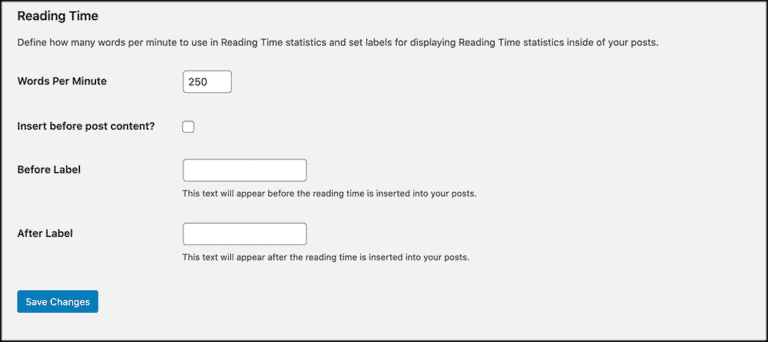 Reading Time
Define how many words per minute to use in Reading Time statistics and set labels for displaying Reading Time statistics inside of your posts.
Words Per Minute 250
Insert before post content?
Before Label
This text will appear before the reading time is inserted into your posts.
After Label
This text will appear after the reading time is inserted into your posts.
Save Changes